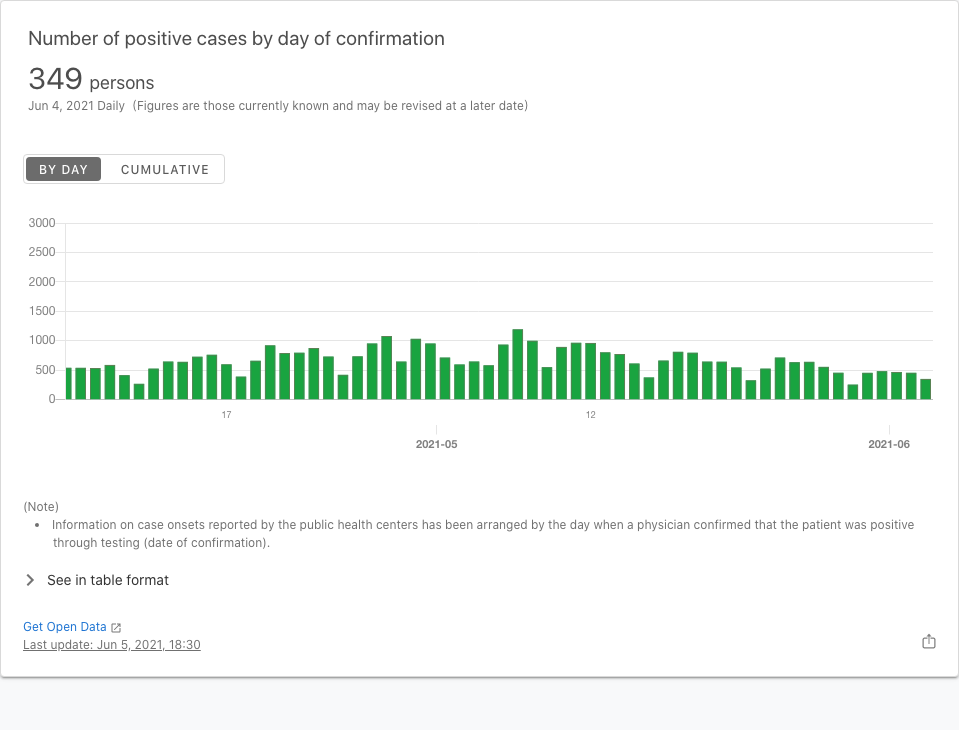 Number of positive cases by day of confirmation
349 persons
Jun 4, 2021 Daily (Figures are those currently known and may be revised at a later date)
BY DAY CUMULATIVE
3000
2500
2000
1500
1000
500
0
17 12
2021-05 2021-06
(Note)
• Information on case onsets reported by the public health centers has been arranged by the day when a physician confirmed that the patient was positive
through testing (date of confirmation).
See in table format
Get Open Data
Last update: Jun 5, 2021, 18:30